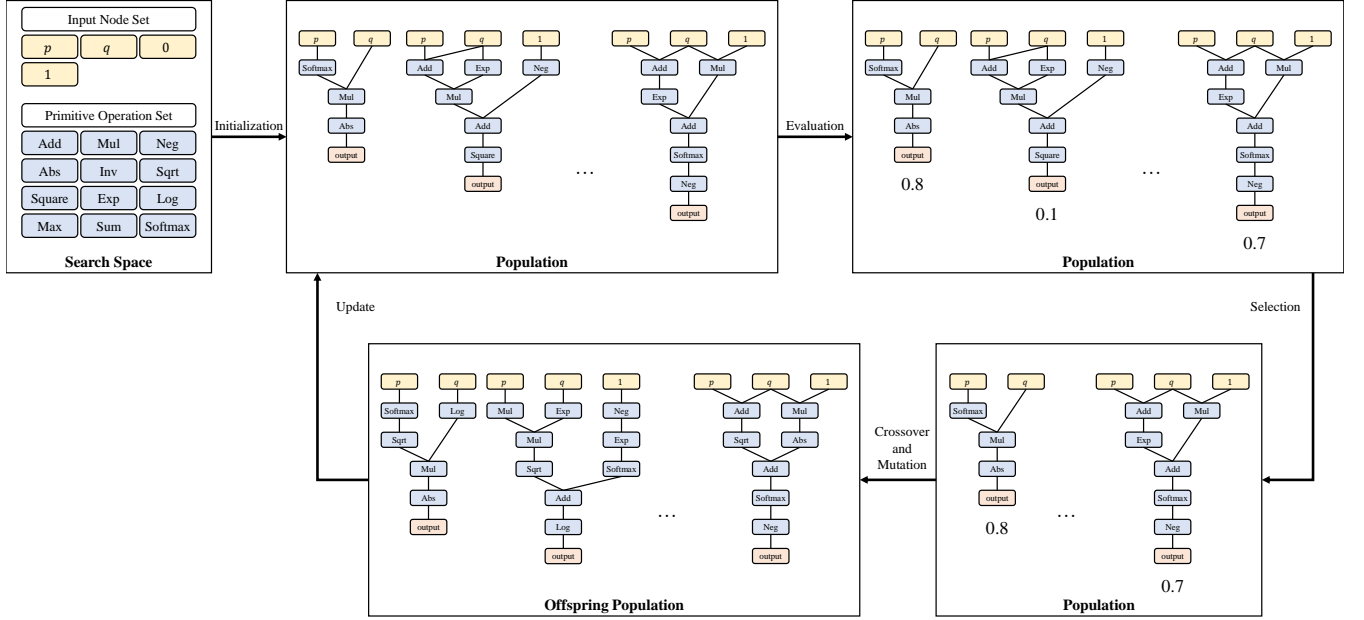 Input Node Set
p q 0
1
Primitive Operation Set
Add Mul Neg
Abs Inv Sqrt
Square Exp Log
Max Sum Softmax
Search Space
Initialization
p q p q 1 p q 1
Softmax Add Exp Neg Add Mul
Mul Mul Exp
Abs Add Add
output Square Softmax
output ... Neg
output
Population
Evaluation
p q p q 1 p q 1
Softmax Add Exp Neg Add Mul
Mul Mul Exp
Abs Add Add
output Square Softmax
0.8 output ... Neg
0.1 output
0.7
Population
Selection
Update
p q p q 1 p q 1
Softmax Log Mul Exp Neg Add Mul
Sqrt Mul Exp Sqrt Abs
Mul Sqrt Softmax Add
Abs Add Softmax
output Log ... Neg
output output
Offspring Population
Crossover
and
Mutation
p q p q 1
Softmax Add Mul
Mul Exp
Abs Add
output Softmax
0.8 ... Neg
output
0.7
Population